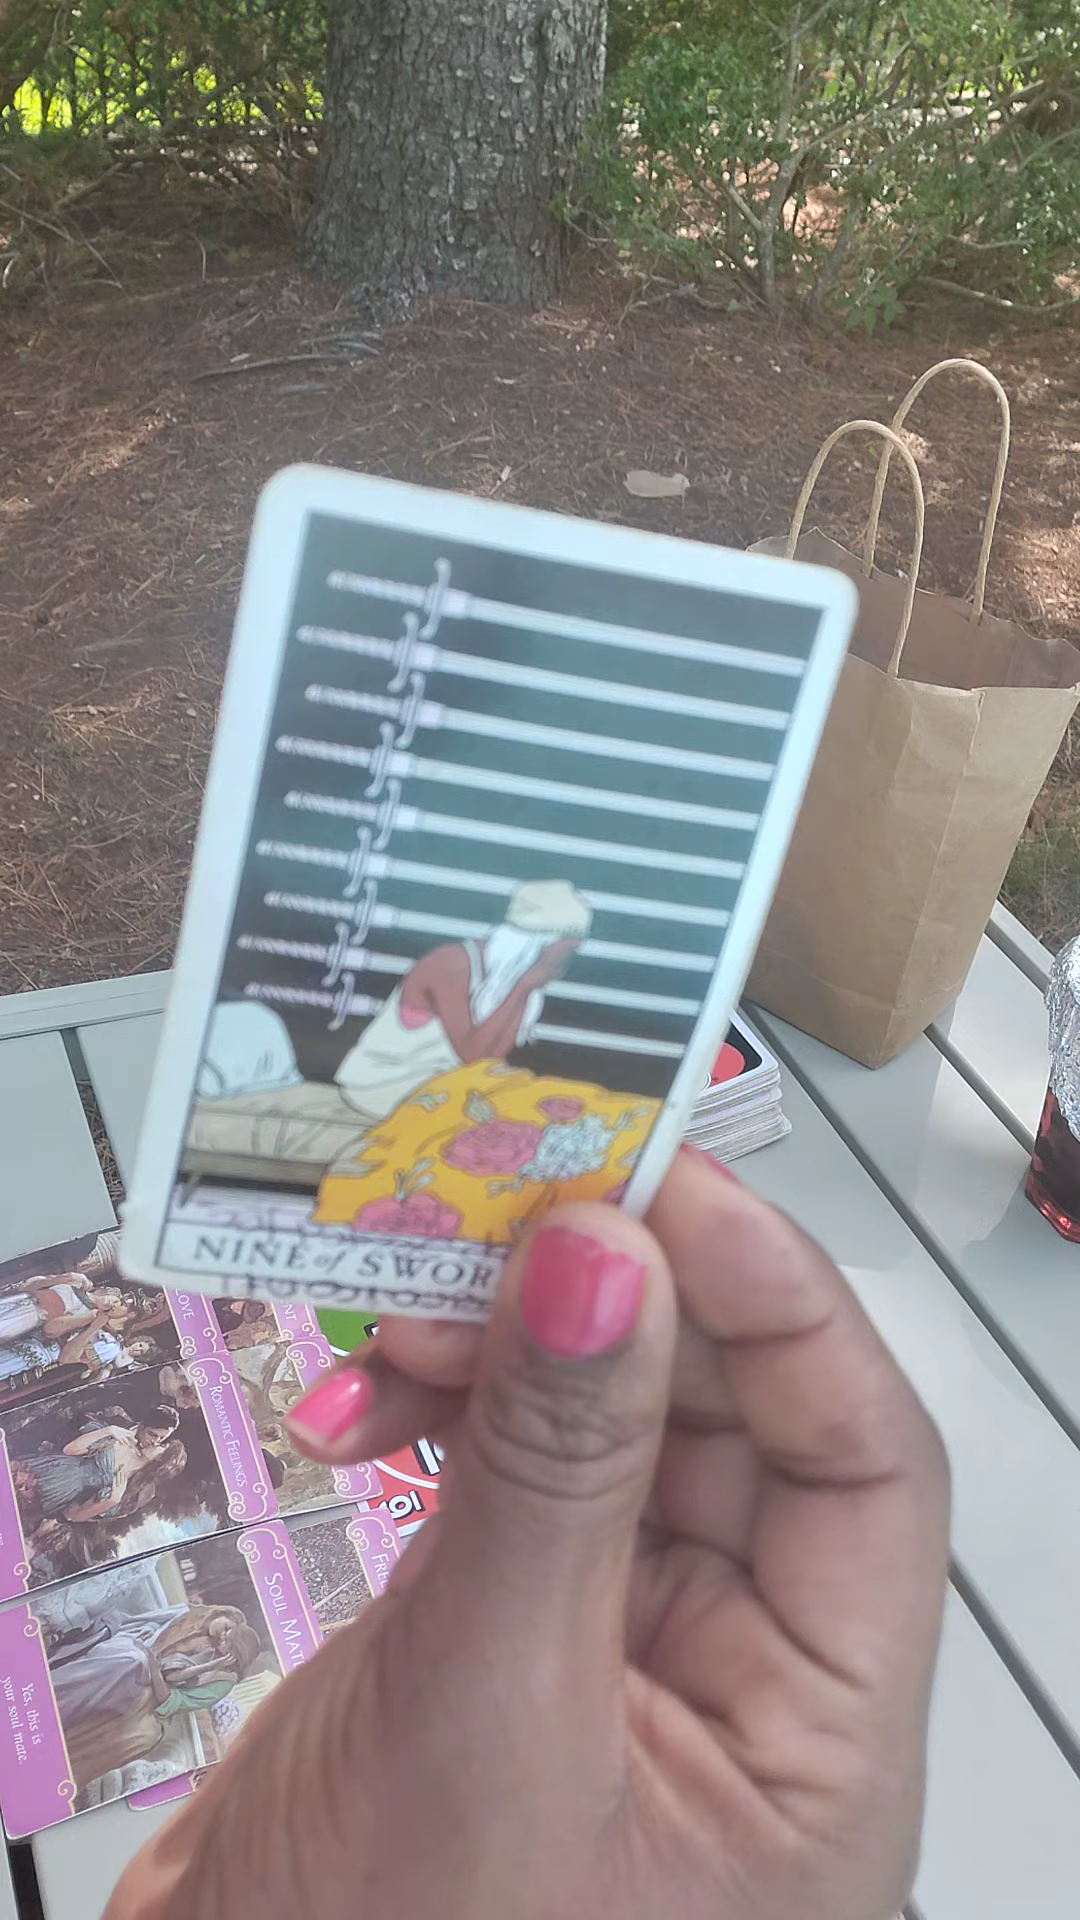 NINE of SWOR
LOVE
ROMANTIC FEELINGS
SOUL MATE
Yes, this is
your soul mate.